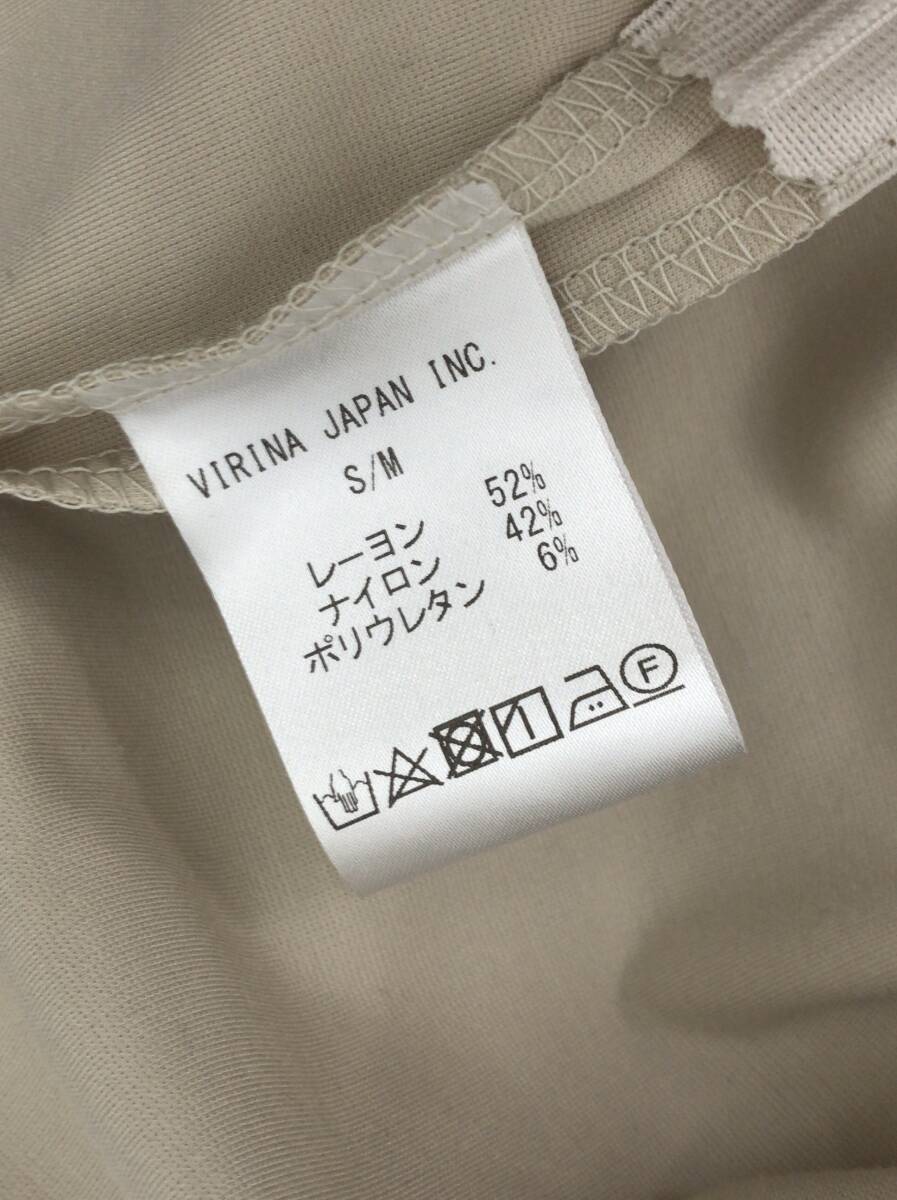 VIRINA JAPAN INC.
S/M
レーヨン 52%
ナイロン 42%
ポリウレタン 6%
F